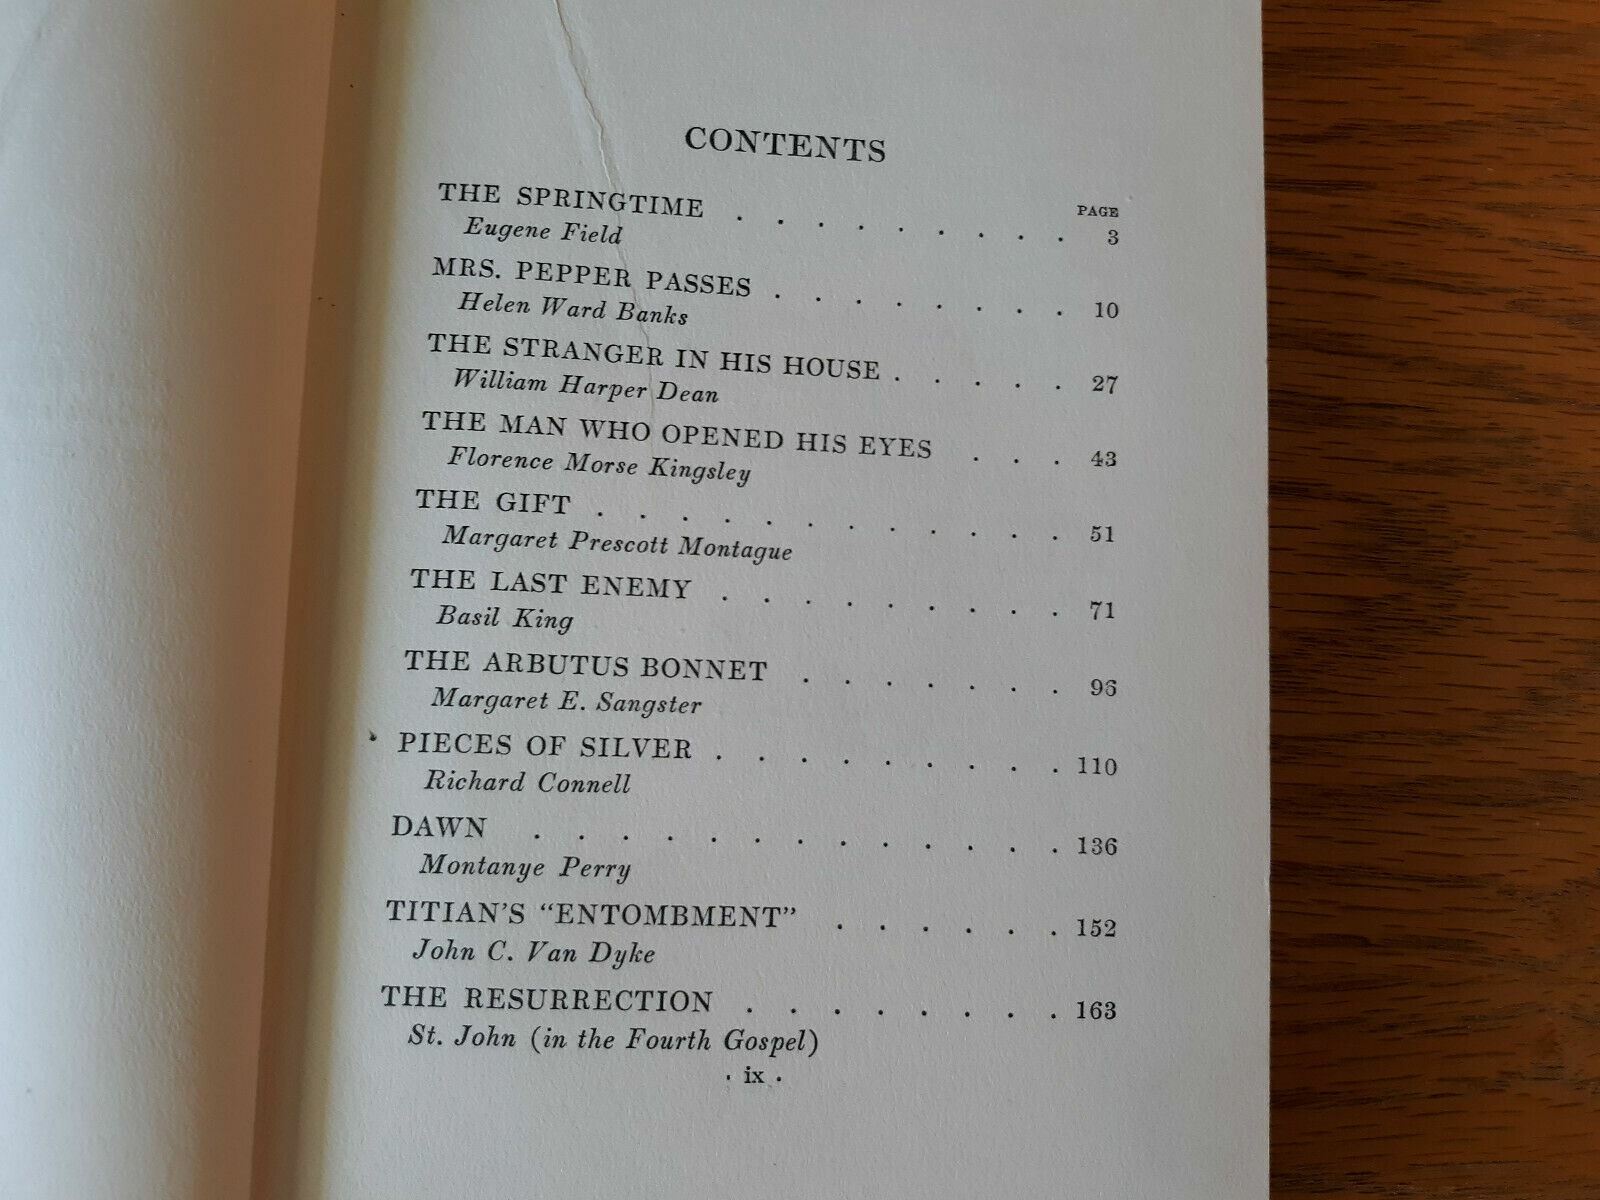 CONTENTS
PAGE
THE SPRINGTIME . . . . . . . . . 3
Eugene Field
MRS. PEPPER PASSES . . . . . . . . 10
Helen Ward Banks
THE STRANGER IN HIS HOUSE . . . . . 27
William Harper Dean
THE MAN WHO OPENED HIS EYES . . . 43
Florence Morse Kingsley
THE GIFT . . . . . . . . . . . . 51
Margaret Prescott Montague
THE LAST ENEMY . . . . . . . . . 71
Basil King
THE ARBUTUS BONNET . . . . . . . 96
Margaret E. Sangster
PIECES OF SILVER . . . . . . . . . 110
Richard Connell
DAWN . . . . . . . . . . . . . 136
Montanye Perry
TITIAN'S "ENTOMBMENT" . . . . . . 152
John C. Van Dyke
THE RESURRECTION . . . . . . . . 163
St. John (in the Fourth Gospel)
· ix ·